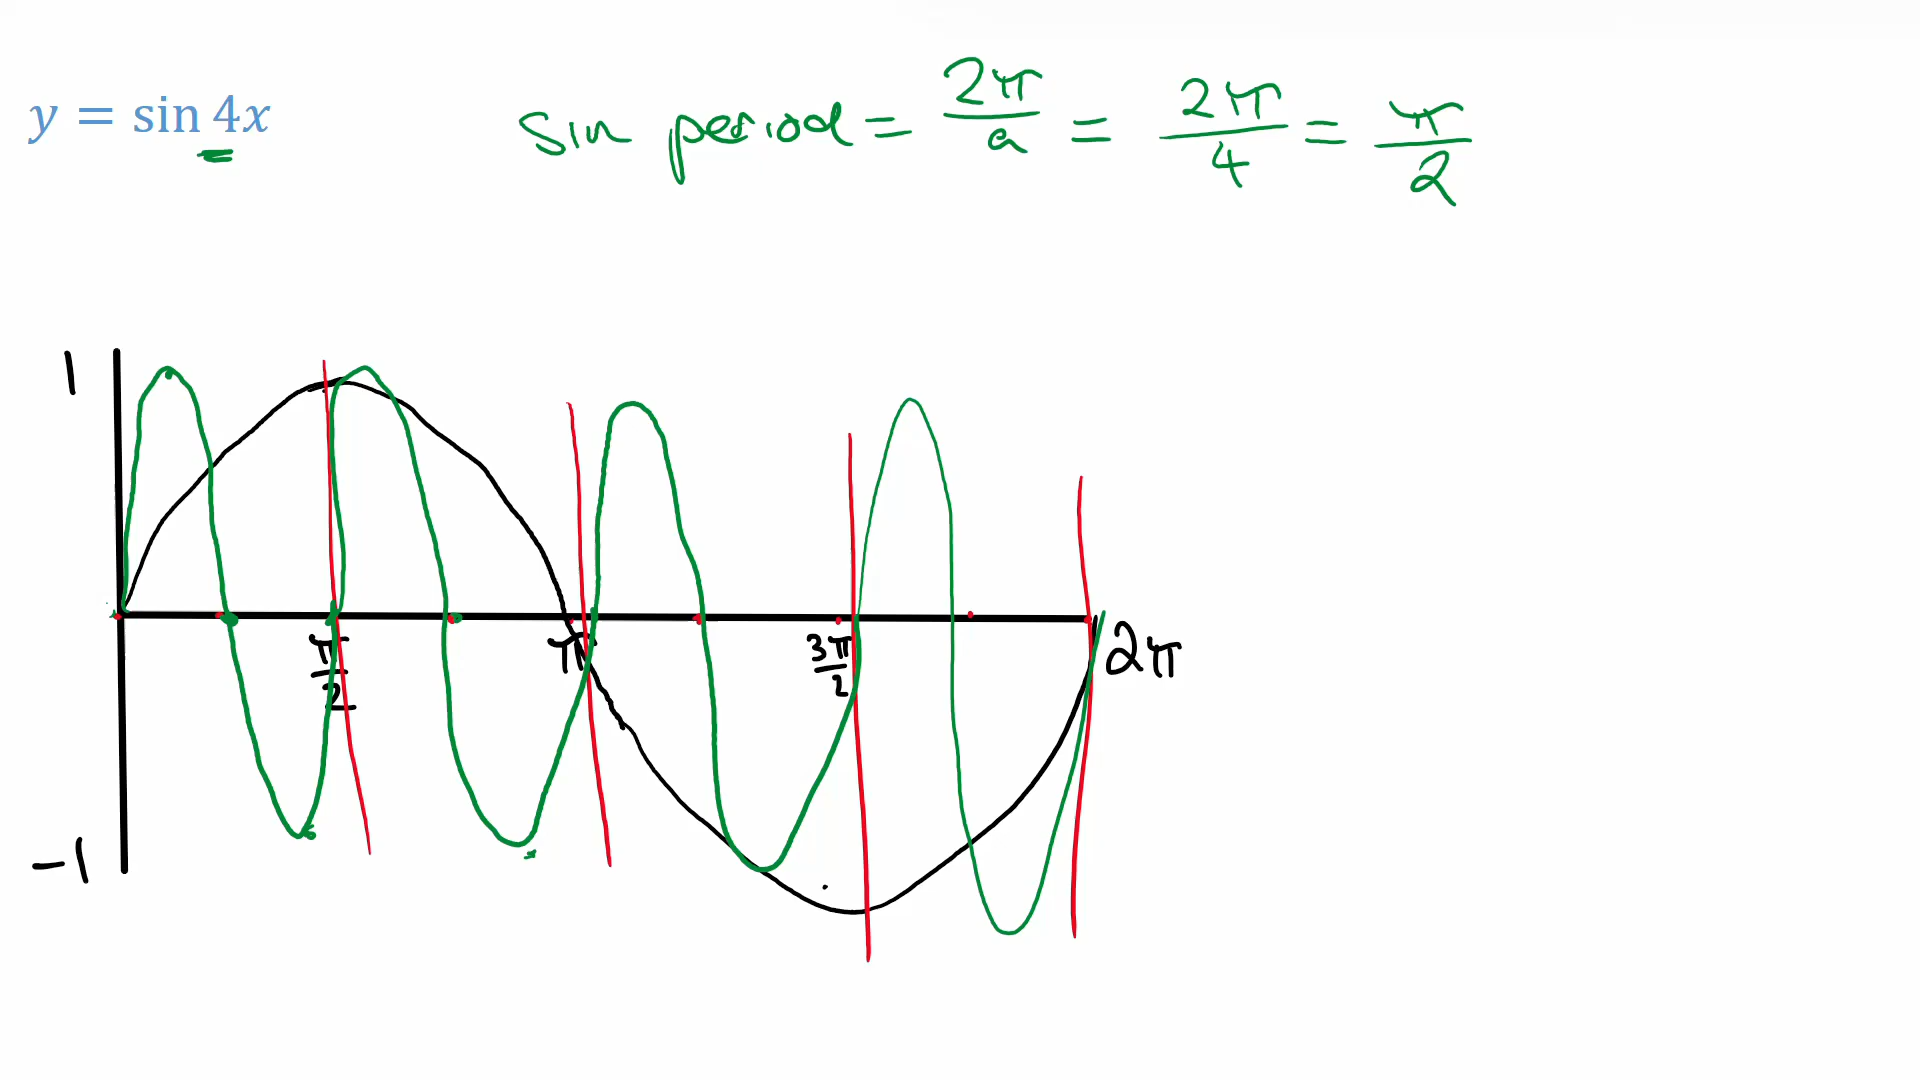 y = sin 4x
sin period = 2π/a = 2π/4 = π/2
1
π/2 π 3π/2 2π
-1